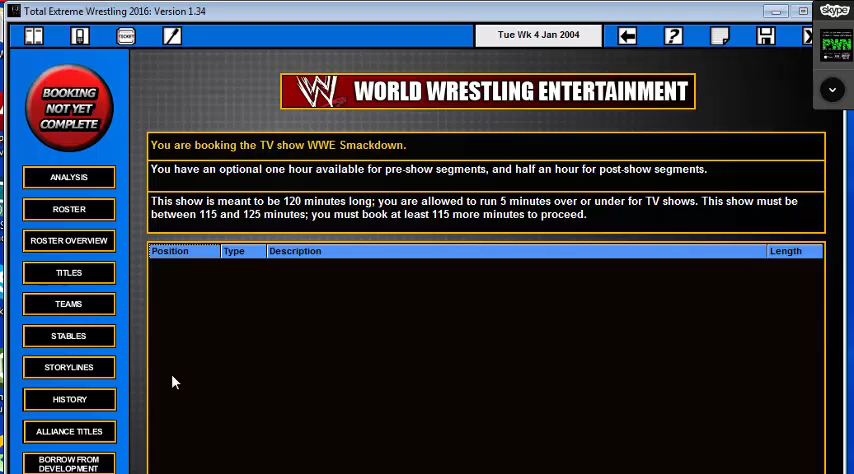 Total Extreme Wrestling 2016: Version 1.34
skype
TICKET
Tue Wk 4 Jan 2004
?
PWN
BOOKING
NOT YET
COMPLETE
WORLD WRESTLING ENTERTAINMENT
You are booking the TV show WWE Smackdown.
You have an optional one hour available for pre-show segments, and half an hour for post-show segments.
This show is meant to be 120 minutes long; you are allowed to run 5 minutes over or under for TV shows. This show must be
between 115 and 125 minutes; you must book at least 115 more minutes to proceed.
Position Type Description Length
ANALYSIS
ROSTER
ROSTER OVERVIEW
TITLES
TEAMS
STABLES
STORYLINES
HISTORY
ALLIANCE TITLES
BORROW FROM
DEVELOPMENT